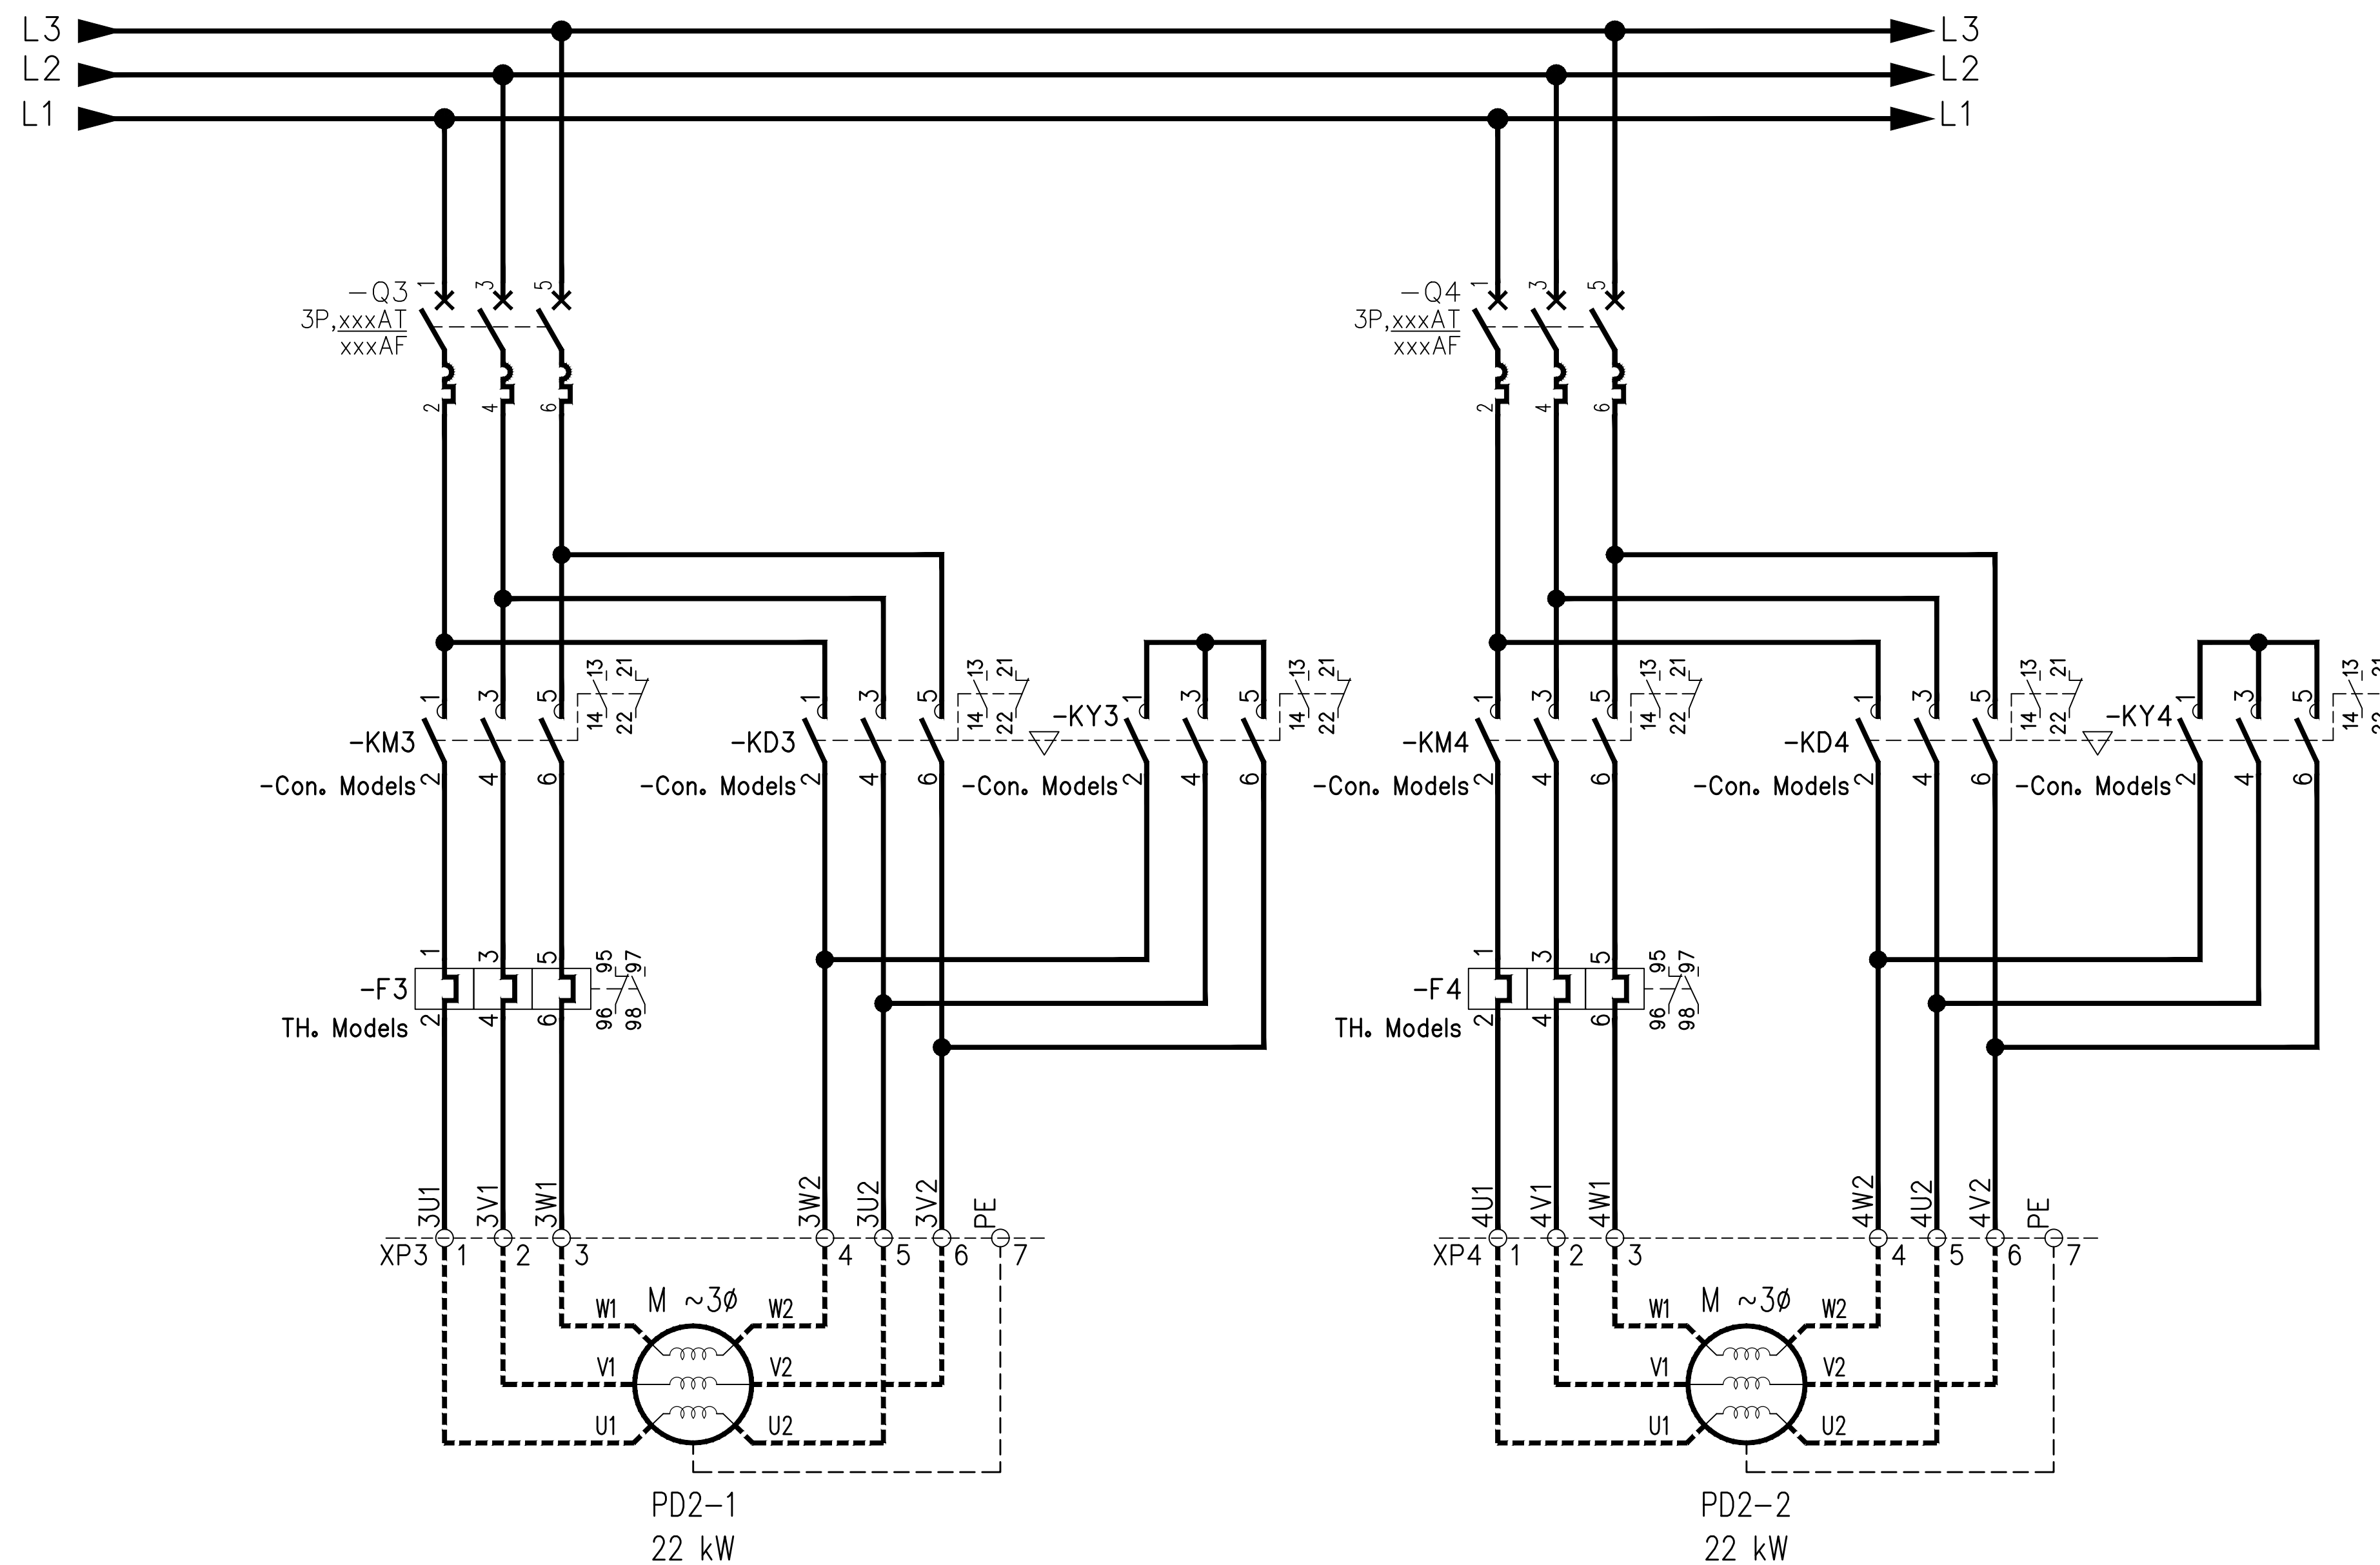 L3 L3
L2 L2
L1 L1
-Q3 1 3 5 -Q4 1 3 5
3P,xxxAT 3P,xxxAT
xxxAF xxxAF
2 4 6 2 4 6
13 21 13 21 13 21 13 21 13 21 13 21
1 3 5 1 3 5 1 3 5 1 3 5 1 3 5 1 3 5
14 22 14 22 14 22 14 22 14 22 14 22
-KY3 -KY4
-KM3 -KD3 -KM4 -KD4
2 4 6 2 4 6 2 4 6 2 4 6 2 4 6 2 4 6
-Con. Models -Con. Models -Con. Models -Con. Models -Con. Models -Con. Models
1 3 5 95 97 1 3 5 95 97
-F3 -F4
2 4 6 96 98 2 4 6 96 98
TH. Models TH. Models
3U1 3V1 3W1 3W2 3U2 3V2 PE 4U1 4V1 4W1 4W2 4U2 4V2 PE
XP3 1 2 3 4 5 6 7 XP4 1 2 3 4 5 6 7
W1 M ~3ø W2 W1 M ~3ø W2
V1 V2 V1 V2
U1 U2 U1 U2
PD2-1 PD2-2
22 kW 22 kW